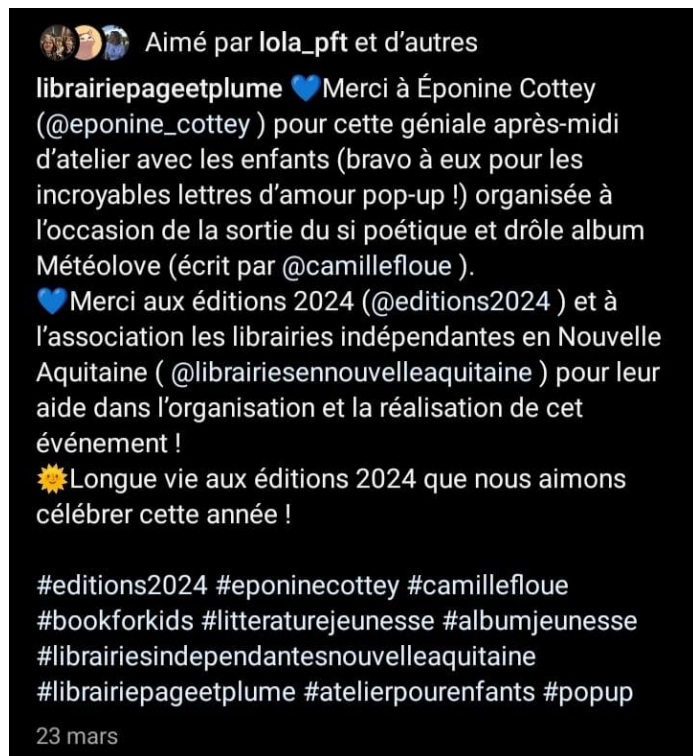 Aimé par lola_pft et d’autres
librairiepageetplume 💙Merci à Éponine Cottey
(@eponine_cottey ) pour cette géniale après-midi
d’atelier avec les enfants (bravo à eux pour les
incroyables lettres d’amour pop-up !) organisée à
l’occasion de la sortie du si poétique et drôle album
Météolove (écrit par @camillefloue ).
💙Merci aux éditions 2024 (@editions2024 ) et à
l’association les librairies indépendantes en Nouvelle
Aquitaine ( @librairiesennouvelleaquitaine ) pour leur
aide dans l’organisation et la réalisation de cet
événement !
🌞Longue vie aux éditions 2024 que nous aimons
célébrer cette année !
#editions2024 #eponinecottey #camillefloue
#bookforkids #litteraturejeunesse #albumjeunesse
#librairiesindependantesnouvelleaquitaine
#librairiepageetplume #atelierpourenfants #popup
23 mars